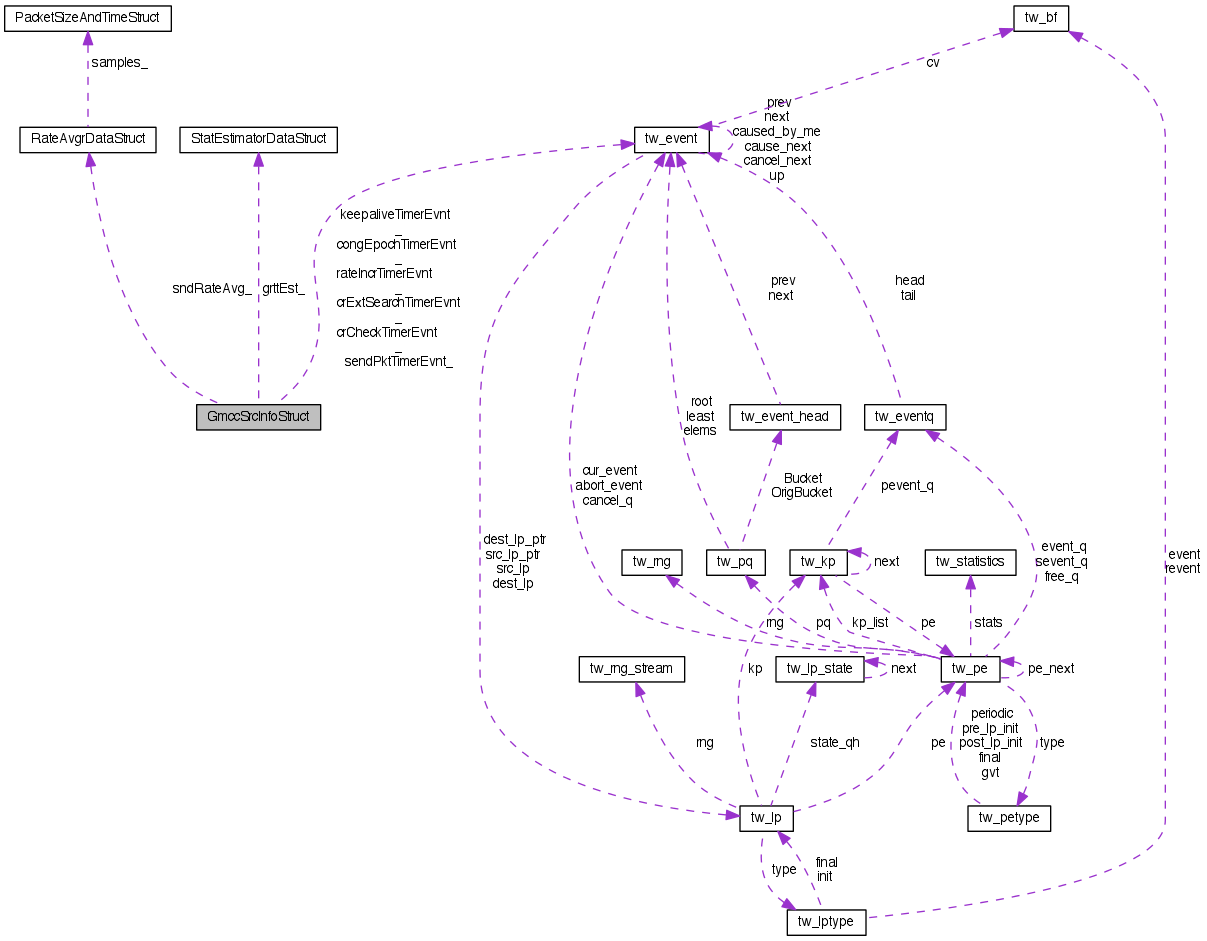 PacketSizeAndTimeStruct
tw_bf
samples_
cv
RateAvgrDataStruct
StatEstimatorDataStruct
tw_event
prev
next
caused_by_me
cause_next
cancel_next
up
keepaliveTimerEvnt
_
congEpochTimerEvnt
_
rateIncrTimerEvnt
_
crExtSearchTimerEvnt
_
crCheckTimerEvnt
_
sendPktTimerEvnt_
sndRateAvg_
grttEst_
prev
next
head
tail
GmccSrcInfoStruct
root
least
elems
tw_event_head
tw_eventq
cur_event
abort_event
cancel_q
Bucket
OrigBucket
pevent_q
dest_lp_ptr
src_lp_ptr
src_lp
dest_lp
tw_rng
tw_pq
tw_kp
next
tw_statistics
event_q
sevent_q
free_q
event
revent
rng
pq
kp_list
pe
stats
tw_rng_stream
kp
tw_lp_state
next
tw_pe
pe_next
rng
state_qh
pe
periodic
pre_lp_init
post_lp_init
final
gvt
type
tw_lp
tw_petype
type
final
init
tw_lptype